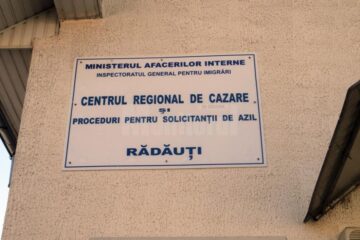 MINISTERUL AFACERILOR INTERNE
INSPECTORATUL GENERAL PENTRU IMIGRĂRI
CENTRUL REGIONAL DE CAZARE
ŞI
PROCEDURI PENTRU SOLICITANŢII DE AZIL
RĂDĂUŢI